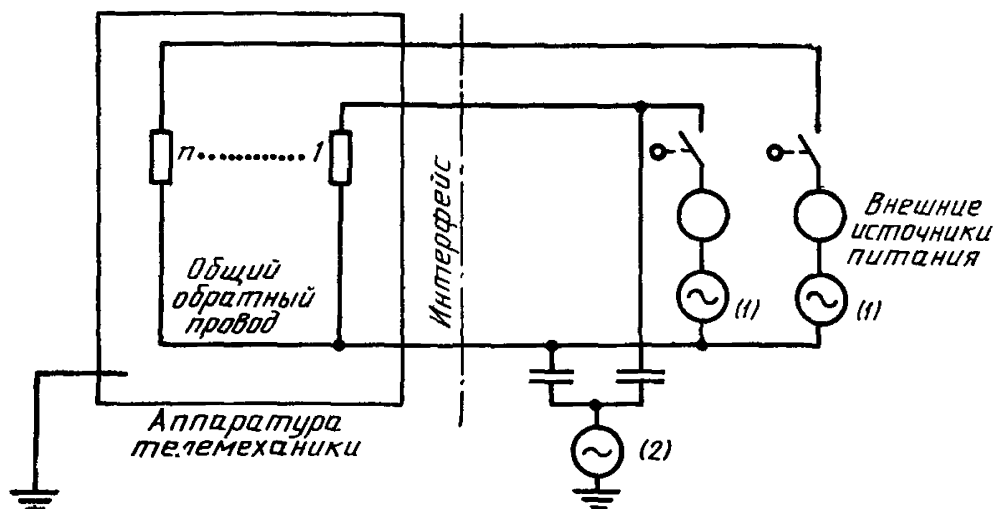 n
1
Общий
обратный
провод
Интерфейс
Внешние
источники
питания
(1)
(1)
Аппаратура
телемеханики
(2)